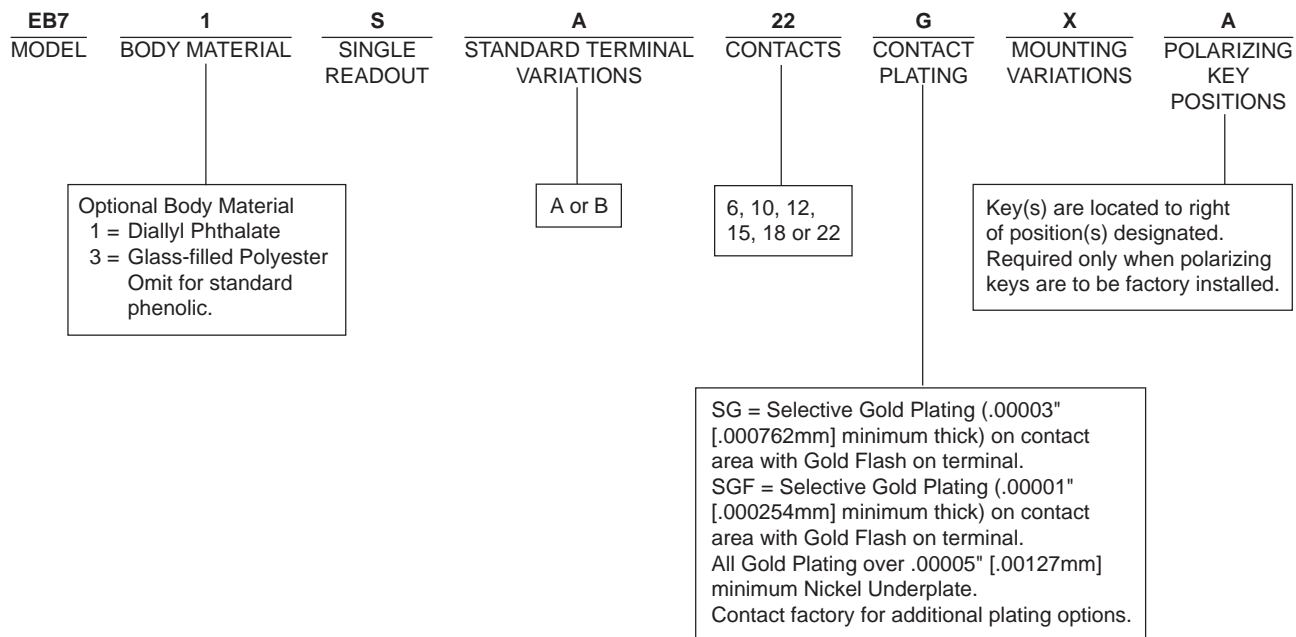 EB7 1 S A 22 G X A
MODEL BODY MATERIAL SINGLE STANDARD TERMINAL CONTACTS CONTACT MOUNTING POLARIZING
READOUT VARIATIONS PLATING VARIATIONS KEY
POSITIONS
Optional Body Material
1 = Diallyl Phthalate
3 = Glass-filled Polyester
Omit for standard
phenolic.
A or B
6, 10, 12,
15, 18 or 22
Key(s) are located to right
of position(s) designated.
Required only when polarizing
keys are to be factory installed.
SG = Selective Gold Plating (.00003"
[.000762mm] minimum thick) on contact
area with Gold Flash on terminal.
SGF = Selective Gold Plating (.00001"
[.000254mm] minimum thick) on contact
area with Gold Flash on terminal.
All Gold Plating over .00005" [.00127mm]
minimum Nickel Underplate.
Contact factory for additional plating options.